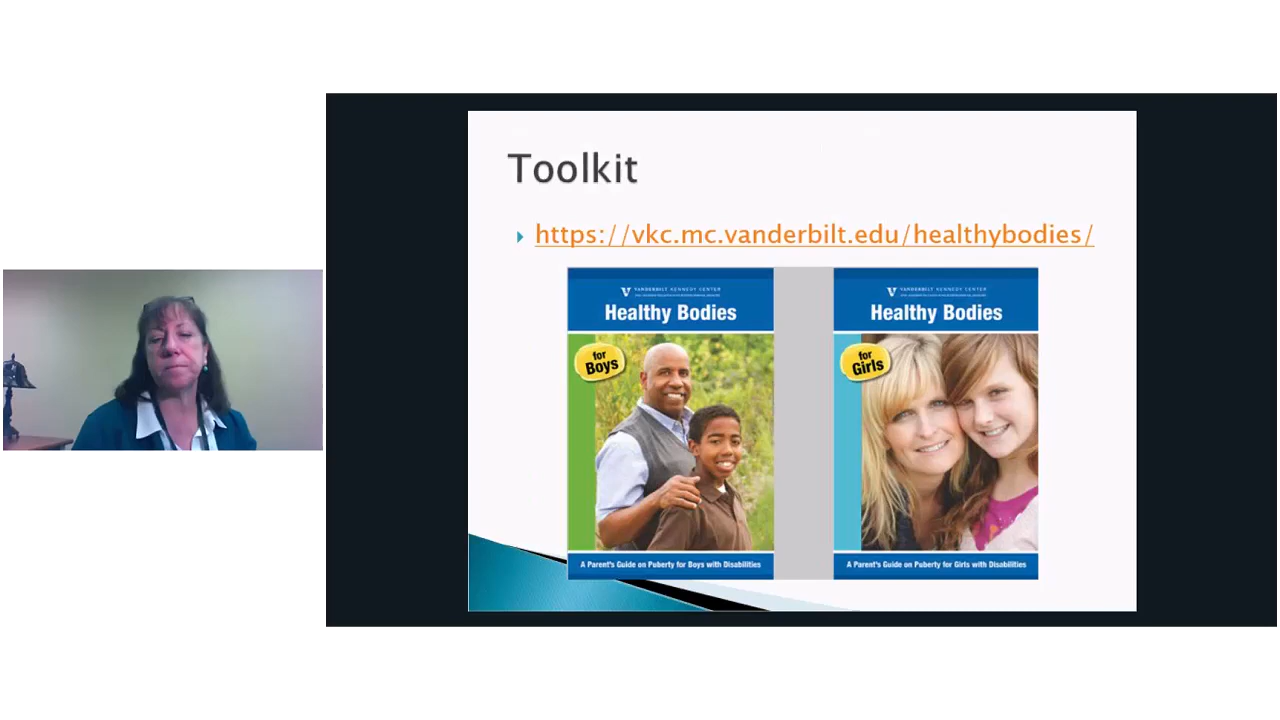 Toolkit
https://vkc.mc.vanderbilt.edu/healthybodies/
VANDERBILT KENNEDY CENTER
Healthy Bodies
for
Boys
A Parent's Guide on Puberty for Boys with Disabilities
VANDERBILT KENNEDY CENTER
Healthy Bodies
for
Girls
A Parent's Guide on Puberty for Girls with Disabilities